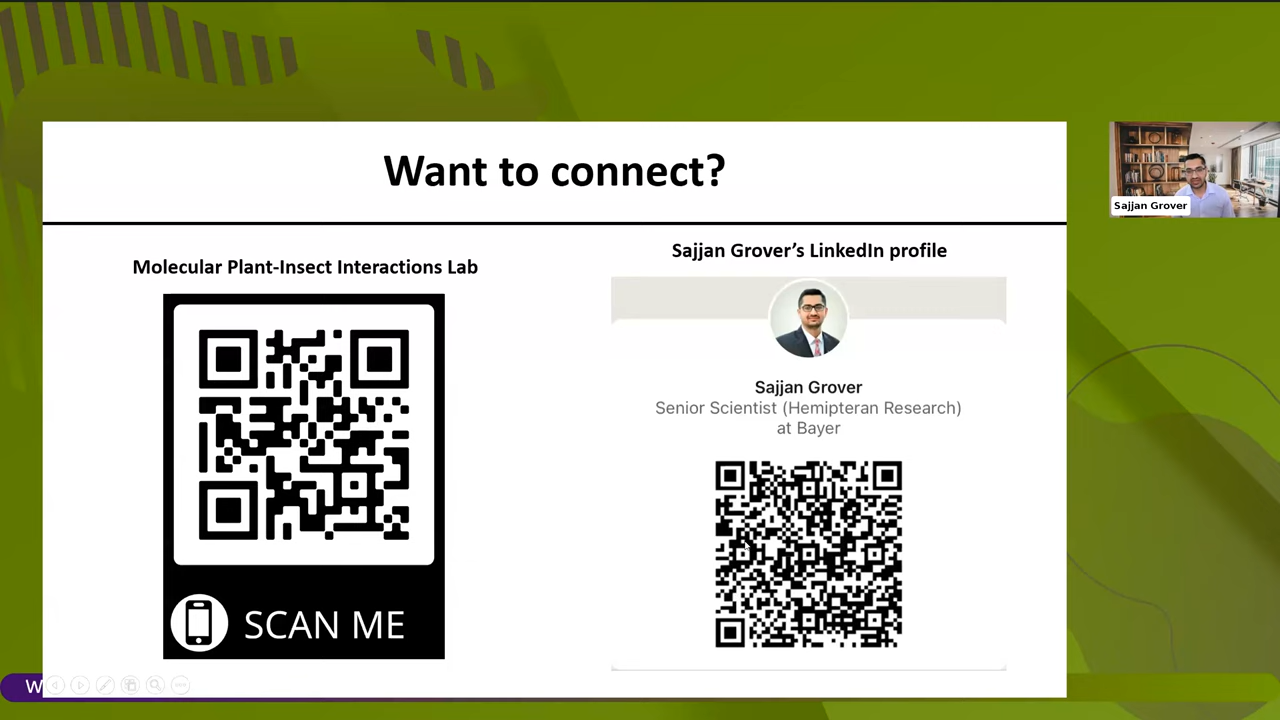 Want to connect?
Sajjan Grover
Molecular Plant-Insect Interactions Lab
SCAN ME
Sajjan Grover's LinkedIn profile
Sajjan Grover
Senior Scientist (Hemipteran Research)
at Bayer
W